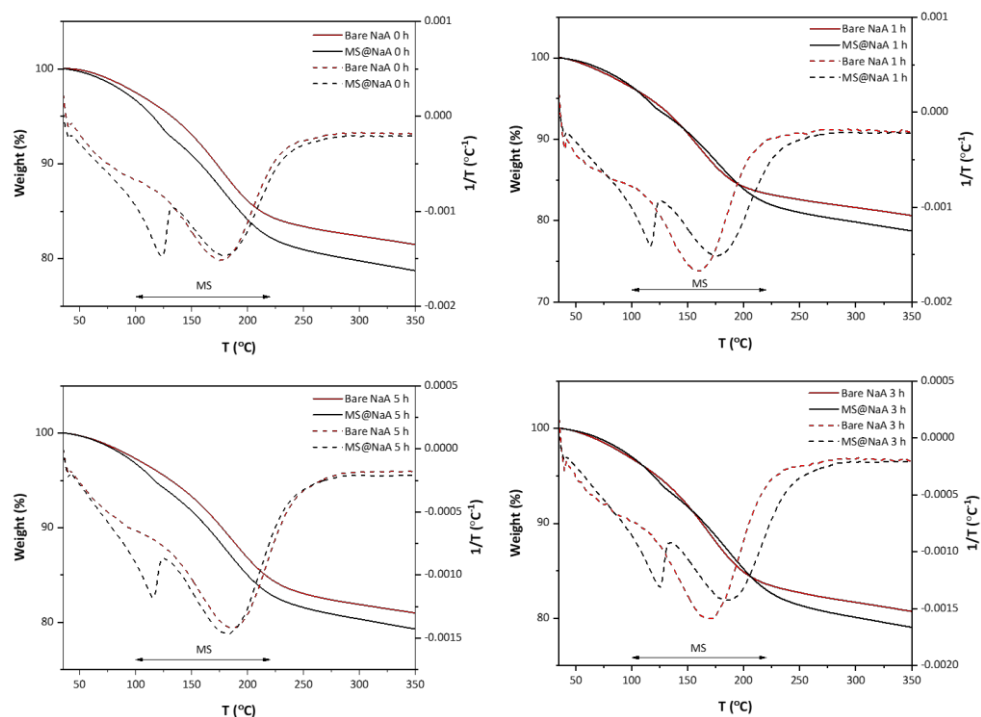 Bare NaA 0 h
MS@NaA 0 h
Bare NaA 0 h
MS@NaA 0 h
100
90
80
Weight (%)
0.001
0.000
-0.001
-0.002
1/T (°C⁻¹)
MS
50 100 150 200 250 300 350
T (°C)
Bare NaA 1 h
MS@NaA 1 h
Bare NaA 1 h
MS@NaA 1 h
100
90
80
70
Weight (%)
0.001
0.000
-0.001
-0.002
1/T (°C⁻¹)
MS
50 100 150 200 250 300 350
T (°C)
Bare NaA 5 h
MS@NaA 5 h
Bare NaA 5 h
MS@NaA 5 h
100
90
80
Weight (%)
0.0005
0.0000
-0.0005
-0.0010
-0.0015
1/T (°C⁻¹)
MS
50 100 150 200 250 300 350
T (°C)
Bare NaA 3 h
MS@NaA 3 h
Bare NaA 3 h
MS@NaA 3 h
100
90
80
Weight (%)
0.0005
0.0000
-0.0005
-0.0010
-0.0015
-0.0020
1/T (°C⁻¹)
MS
50 100 150 200 250 300 350
T (°C)